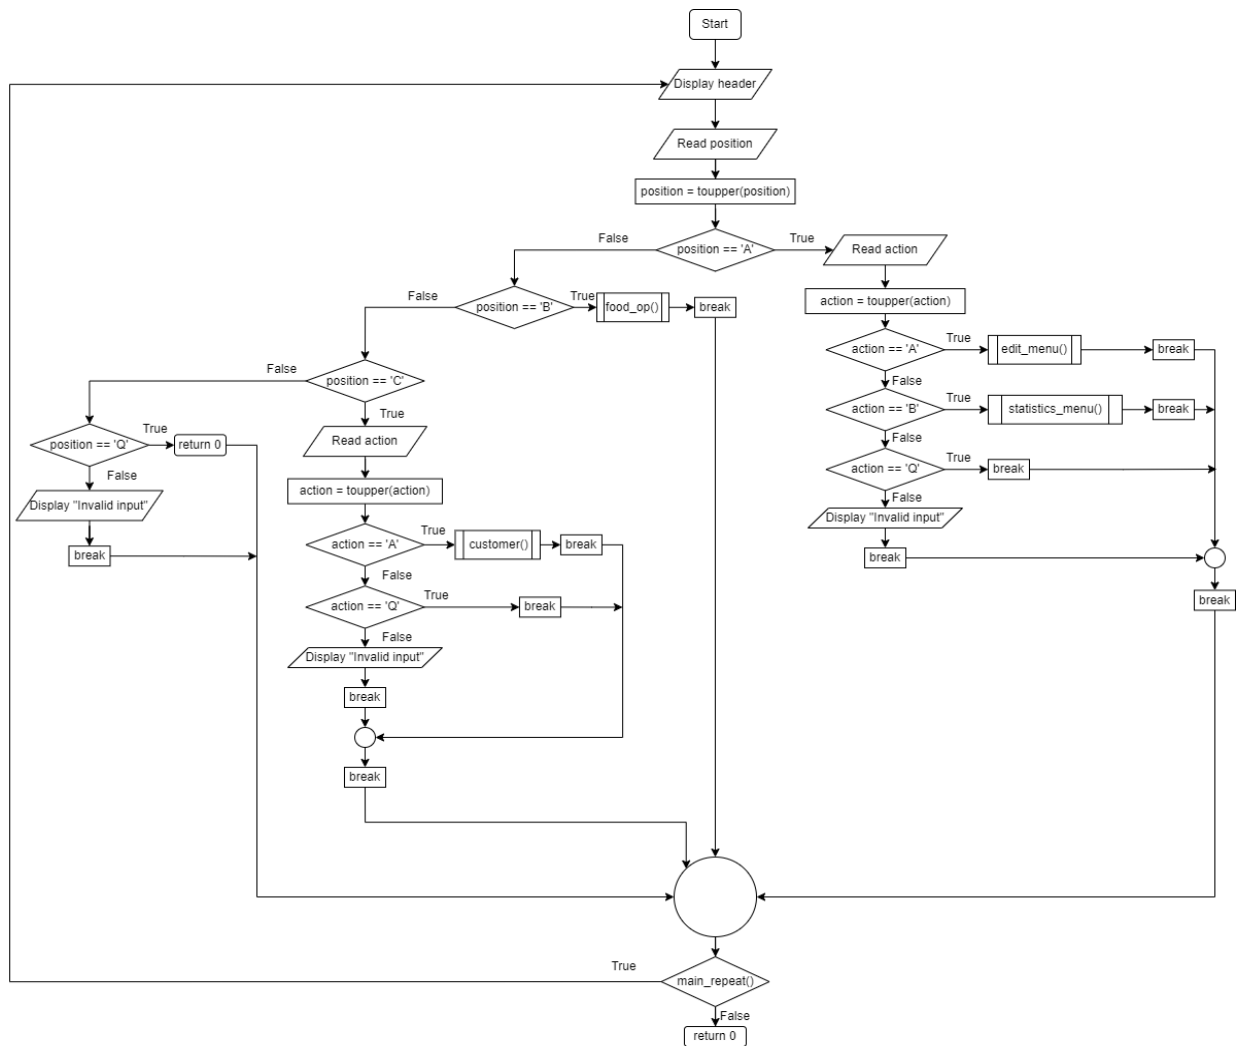 Start
Display header
Read position
position = toupper(position)
position == 'A'
False
True
Read action
action = toupper(action)
action == 'A'
True
edit_menu()
break
False
action == 'B'
True
statistics_menu()
break
False
action == 'Q'
True
break
False
Display "Invalid input"
break
break
position == 'B'
False
True
food_op()
break
position == 'C'
False
True
Read action
action = toupper(action)
action == 'A'
True
customer()
break
False
action == 'Q'
True
break
False
Display "Invalid input"
break
break
position == 'Q'
True
return 0
False
Display "Invalid input"
break
main_repeat()
True
False
return 0